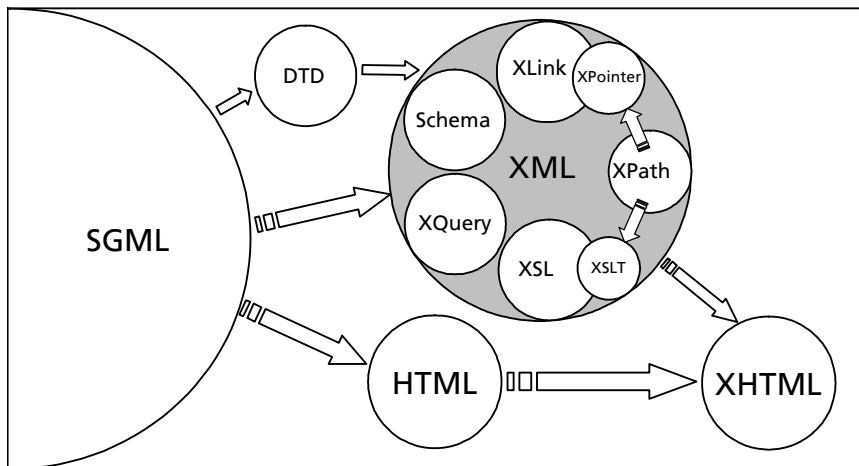 DTD
XLink
XPointer
Schema
XML
XPath
SGML
XQuery
XSL
XSLT
HTML
XHTML